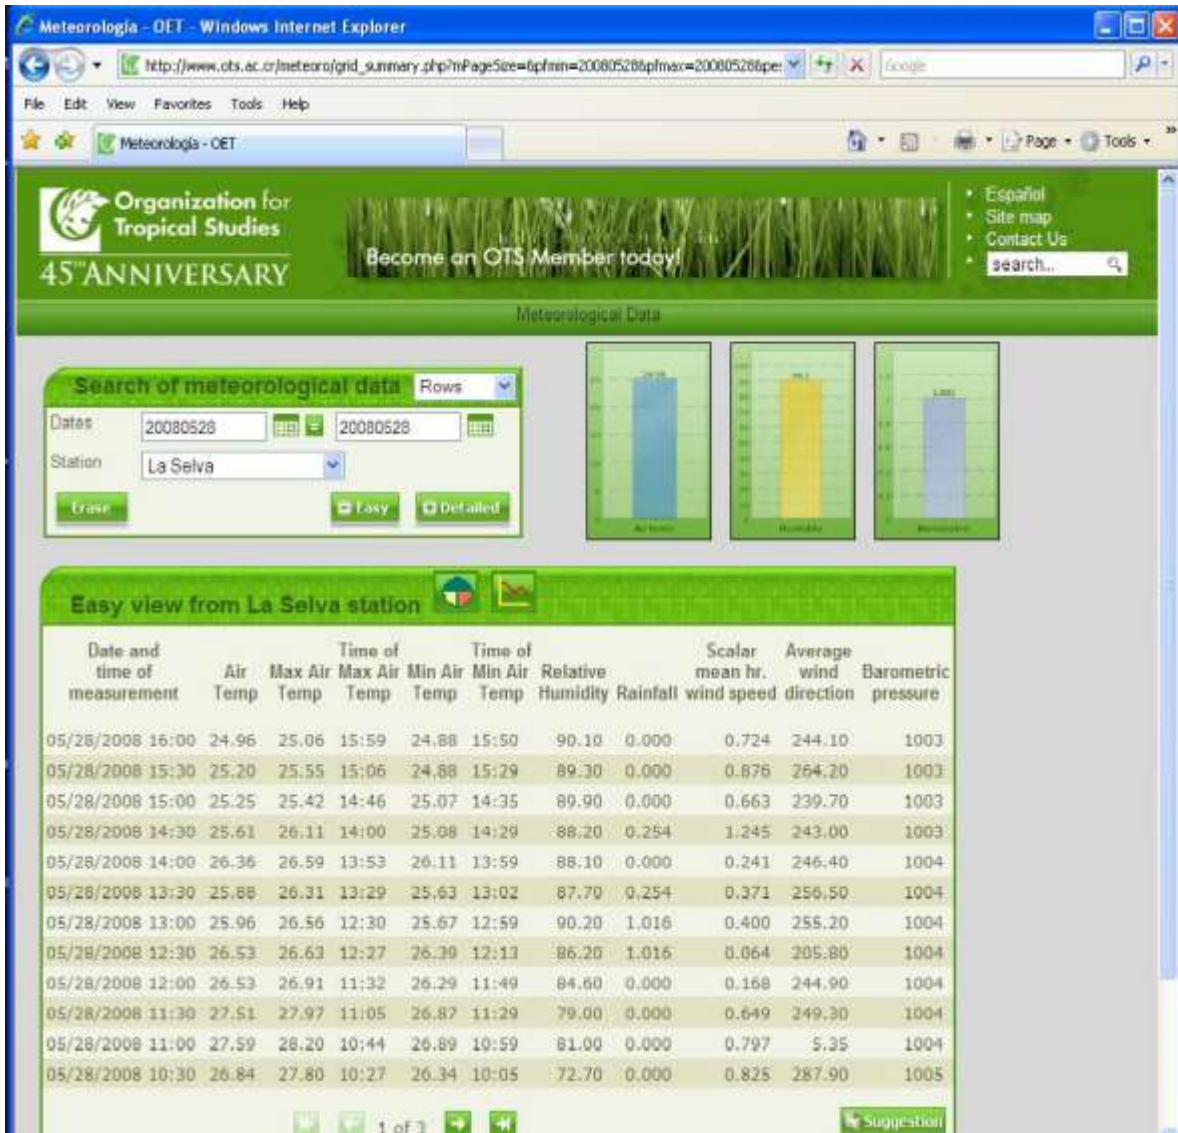 Meteorología - OET - Windows Internet Explorer
http://www.ots.ac.cr/meteoro/grid_summary.php?nPageSize=6pfmin=20080528&pfmax=20080528&per
Google
File Edit View Favorites Tools Help
Meteorología - OET
Page Tools
Organization for
Tropical Studies
45TH ANNIVERSARY
Become an OTS Member today!
Español
Site map
Contact Us
search...
Meteorological Data
Search of meteorological data Rows
Dates 20080528 20080528
Station La Selva
Erase Easy Detailed
Air Temp Humidity Barometric
Easy view from La Selva station
Date and time of measurement Air Temp Max Air Temp Time of Max Air Temp Min Air Temp Time of Min Air Temp Relative Humidity Rainfall Scalar mean hr. wind speed Average wind direction Barometric pressure
05/28/2008 16:00 24.96 25.06 15:59 24.88 15:50 90.10 0.000 0.724 244.10 1003
05/28/2008 15:30 25.20 25.55 15:06 24.88 15:29 89.30 0.000 0.876 264.20 1003
05/28/2008 15:00 25.25 25.42 14:46 25.07 14:35 89.90 0.000 0.663 239.70 1003
05/28/2008 14:30 25.61 26.11 14:00 25.08 14:29 88.20 0.254 1.245 243.00 1003
05/28/2008 14:00 26.36 26.59 13:53 26.11 13:59 88.10 0.000 0.241 246.40 1004
05/28/2008 13:30 25.88 26.31 13:29 25.63 13:02 87.70 0.254 0.371 256.50 1004
05/28/2008 13:00 25.96 26.56 12:30 25.67 12:59 90.20 1.016 0.400 255.20 1004
05/28/2008 12:30 26.53 26.63 12:27 26.39 12:13 86.20 1.016 0.064 205.80 1004
05/28/2008 12:00 26.53 26.91 11:32 26.29 11:49 84.60 0.000 0.168 244.90 1004
05/28/2008 11:30 27.51 27.97 11:05 26.87 11:29 79.00 0.000 0.649 249.30 1004
05/28/2008 11:00 27.59 28.20 10:44 26.89 10:59 81.00 0.000 0.797 5.35 1004
05/28/2008 10:30 26.84 27.80 10:27 26.34 10:05 72.70 0.000 0.825 287.90 1005
1 of 3
Suggestion